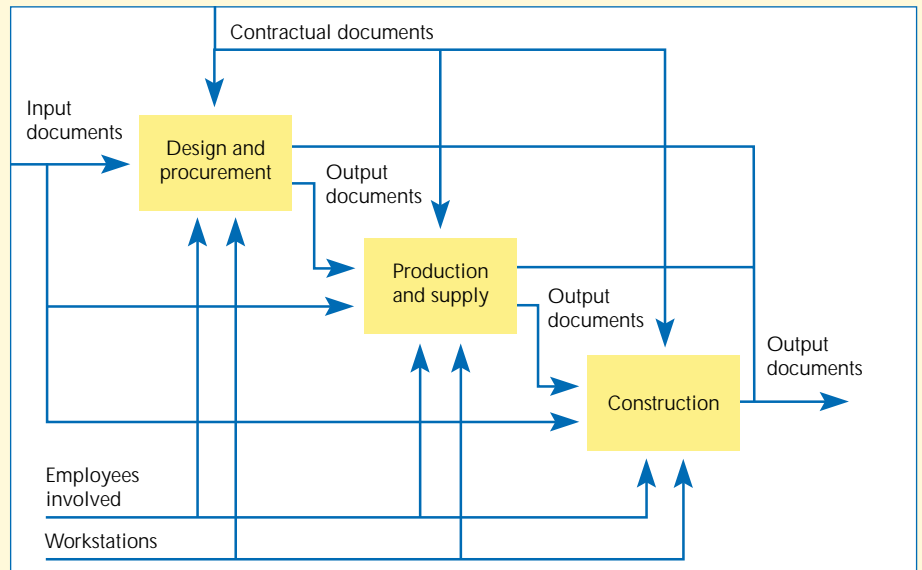 Contractual documents
Input
documents
Design and
procurement
Output
documents
Production
and supply
Output
documents
Output
documents
Construction
Employees
involved
Workstations